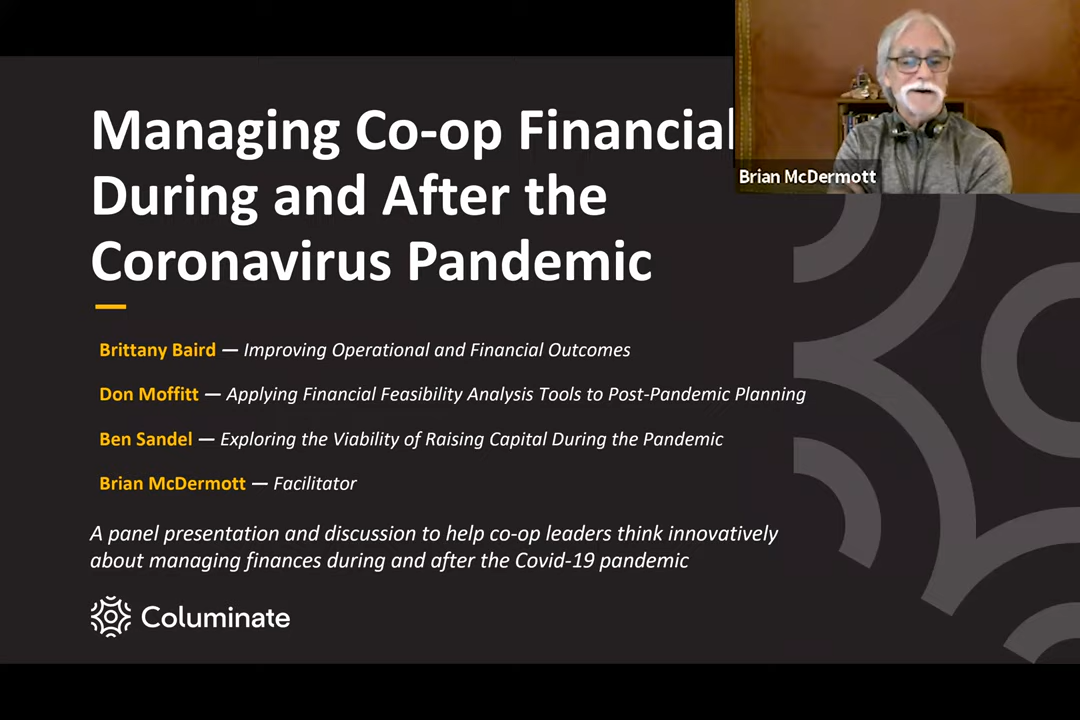 Managing Co-op Financial
During and After the
Coronavirus Pandemic
Brian McDermott
Brittany Baird — Improving Operational and Financial Outcomes
Don Moffitt — Applying Financial Feasibility Analysis Tools to Post-Pandemic Planning
Ben Sandel — Exploring the Viability of Raising Capital During the Pandemic
Brian McDermott — Facilitator
A panel presentation and discussion to help co-op leaders think innovatively
about managing finances during and after the Covid-19 pandemic
Columinate